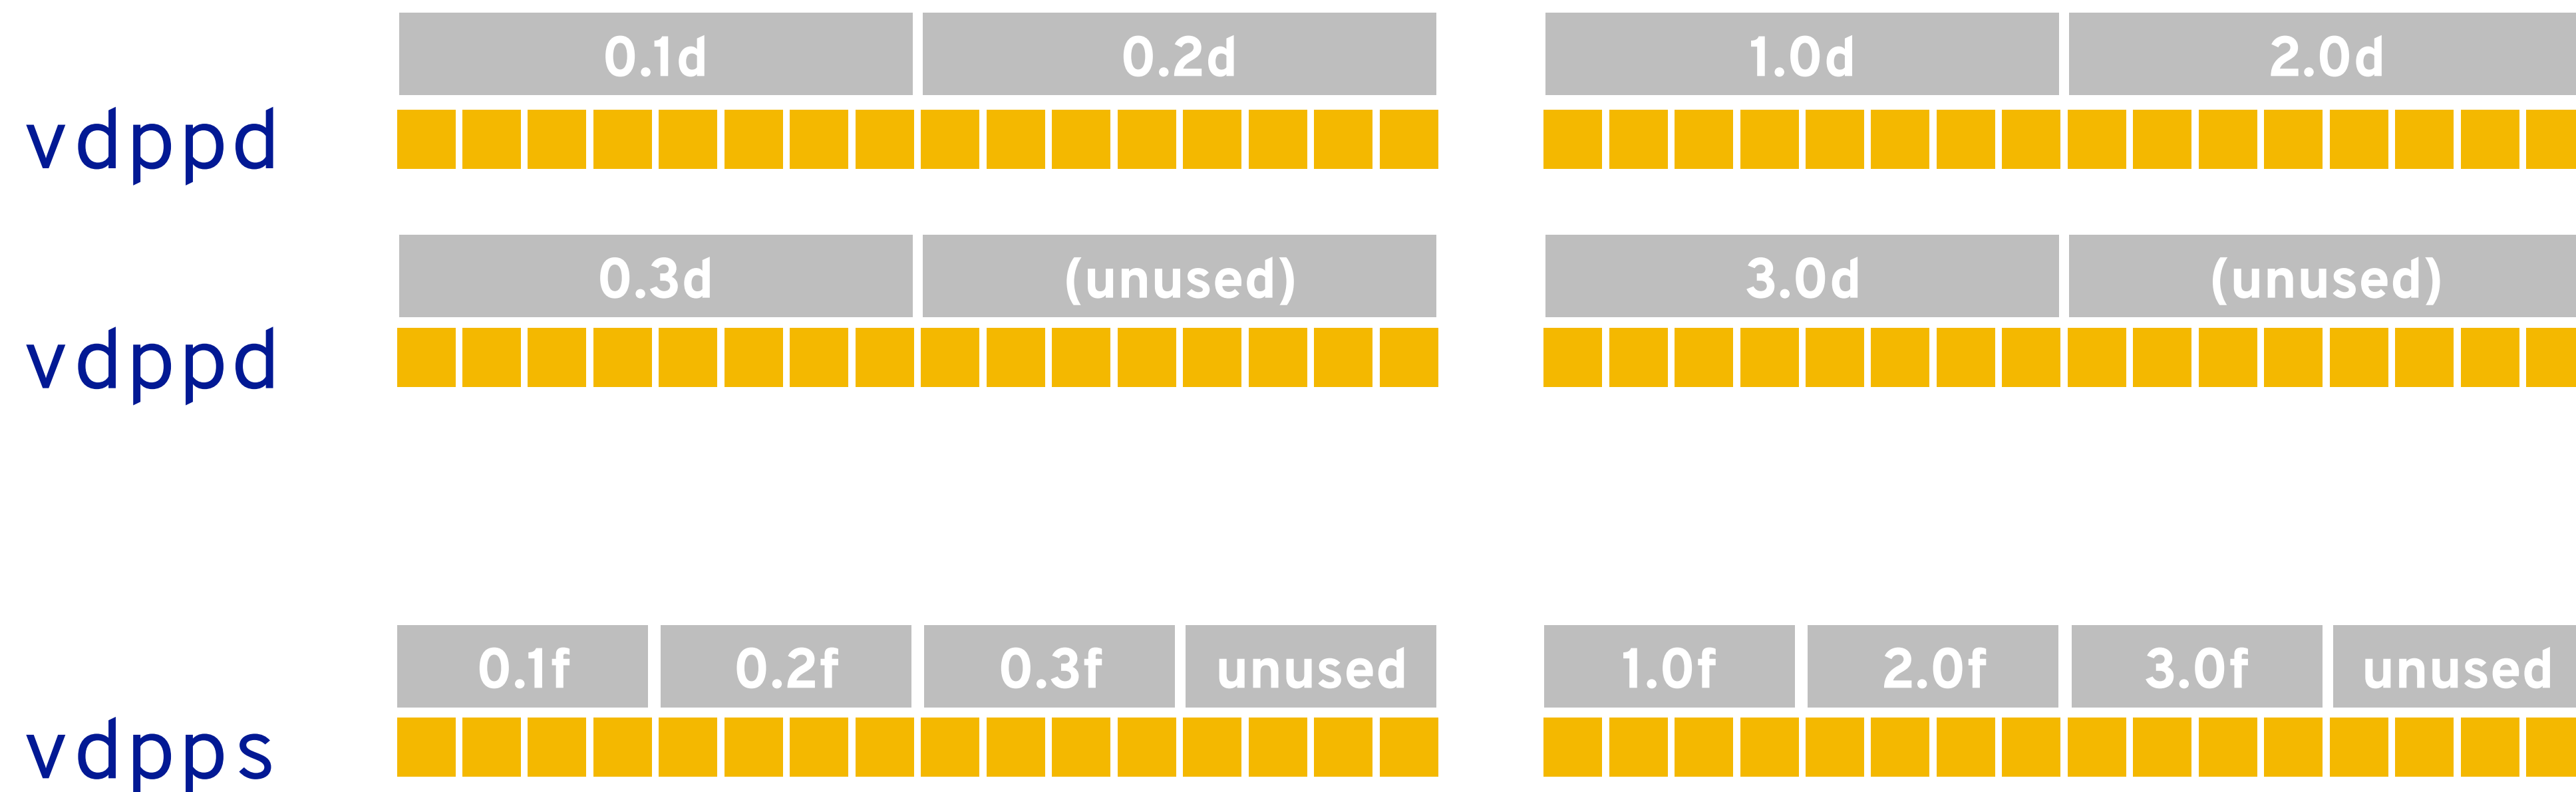 0.1d 0.2d 1.0d 2.0d
vdppd
0.3d (unused) 3.0d (unused)
vdppd
0.1f 0.2f 0.3f unused 1.0f 2.0f 3.0f unused
vdpps